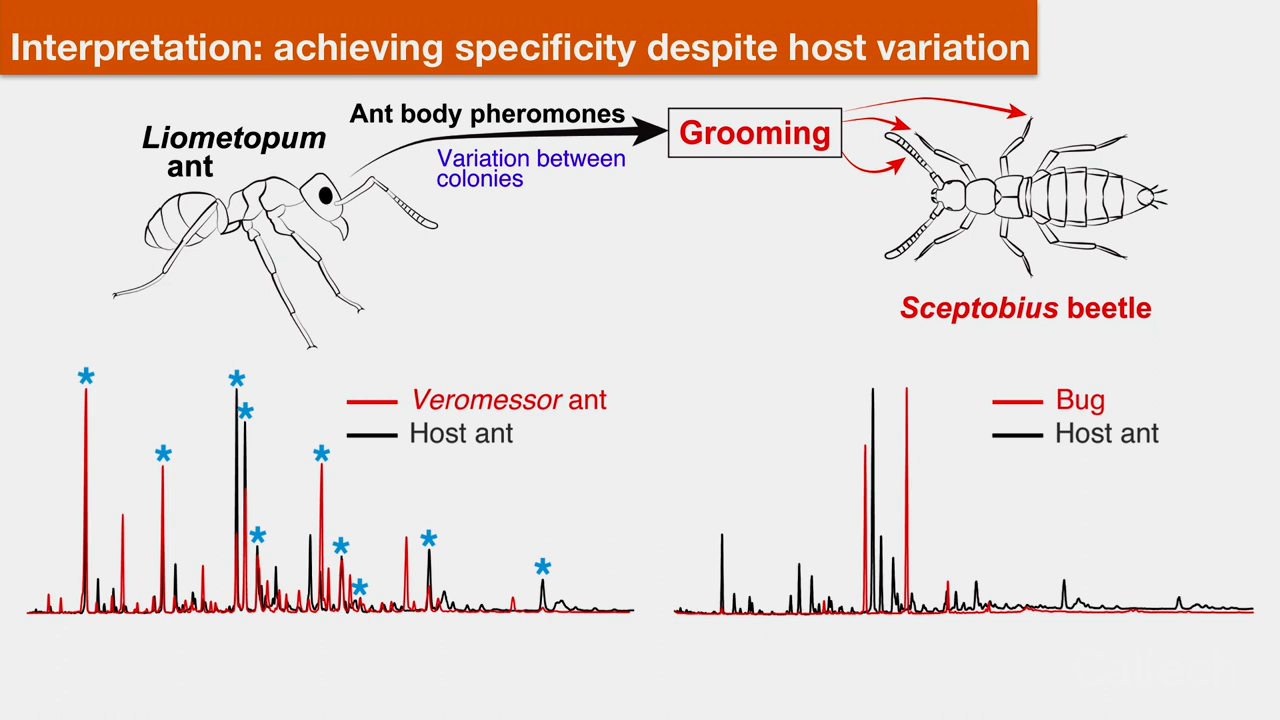 Interpretation: achieving specificity despite host variation
Liometopum
ant
Ant body pheromones
Variation between
colonies
Grooming
Sceptobius beetle
* * * * * * * * * *
Veromessor ant
Host ant
Bug
Host ant
Caltech